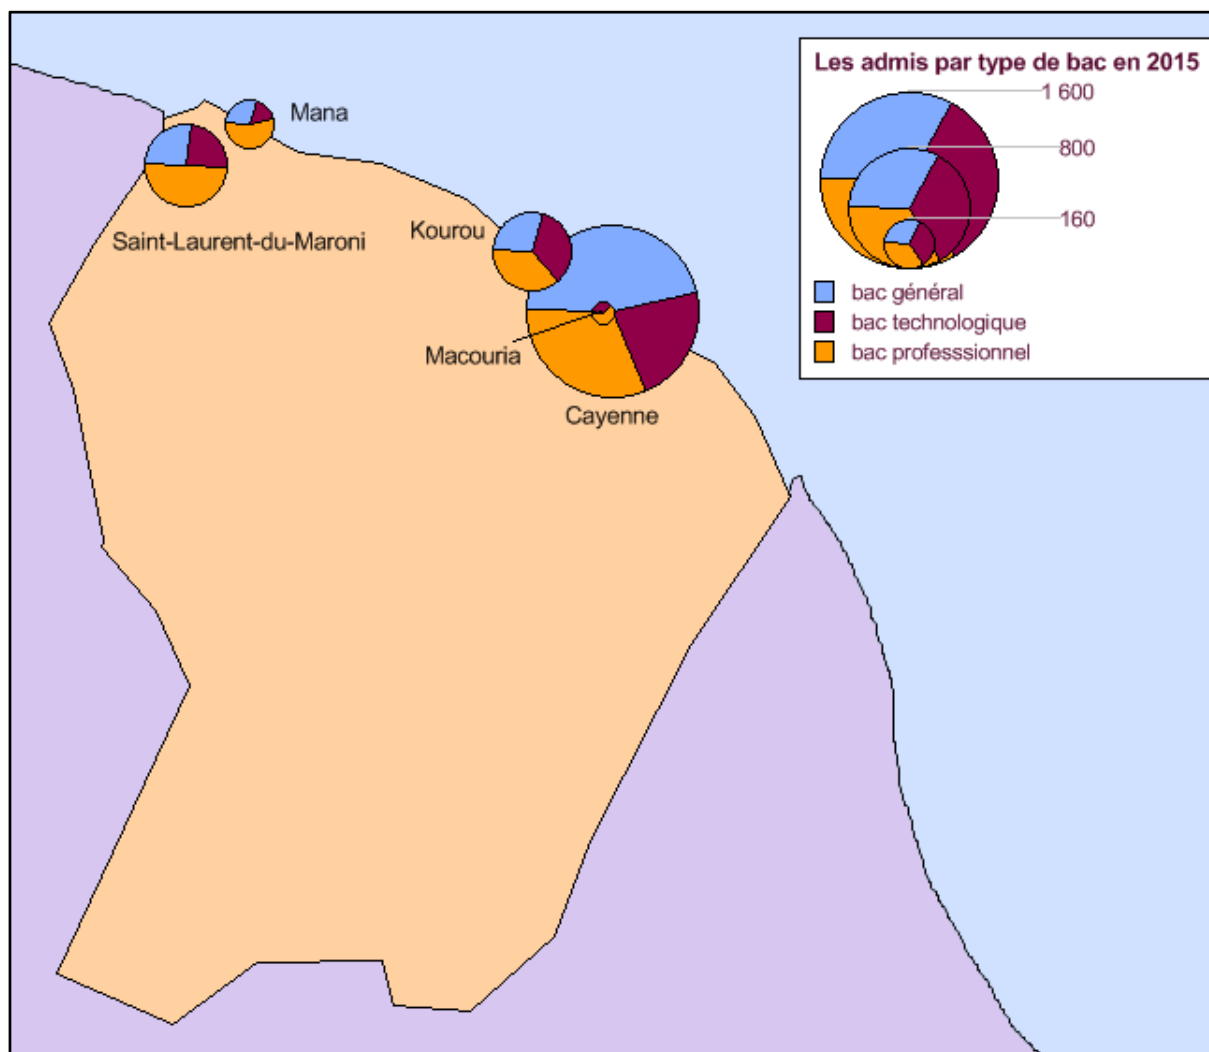 Les admis par type de bac en 2015
1 600
800
160
bac général
bac technologique
bac professsionnel
Mana
Saint-Laurent-du-Maroni
Kourou
Macouria
Cayenne